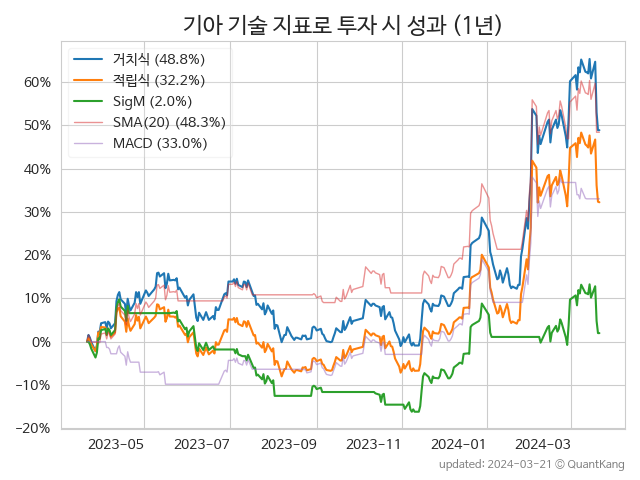 기아 기술 지표로 투자 시 성과 (1년)
거치식 (48.8%)
적립식 (32.2%)
SigM (2.0%)
SMA(20) (48.3%)
MACD (33.0%)
60%
50%
40%
30%
20%
10%
0%
−10%
−20%
2023−05 2023−07 2023−09 2023−11 2024−01 2024−03
updated: 2024-03-21 © QuantKang